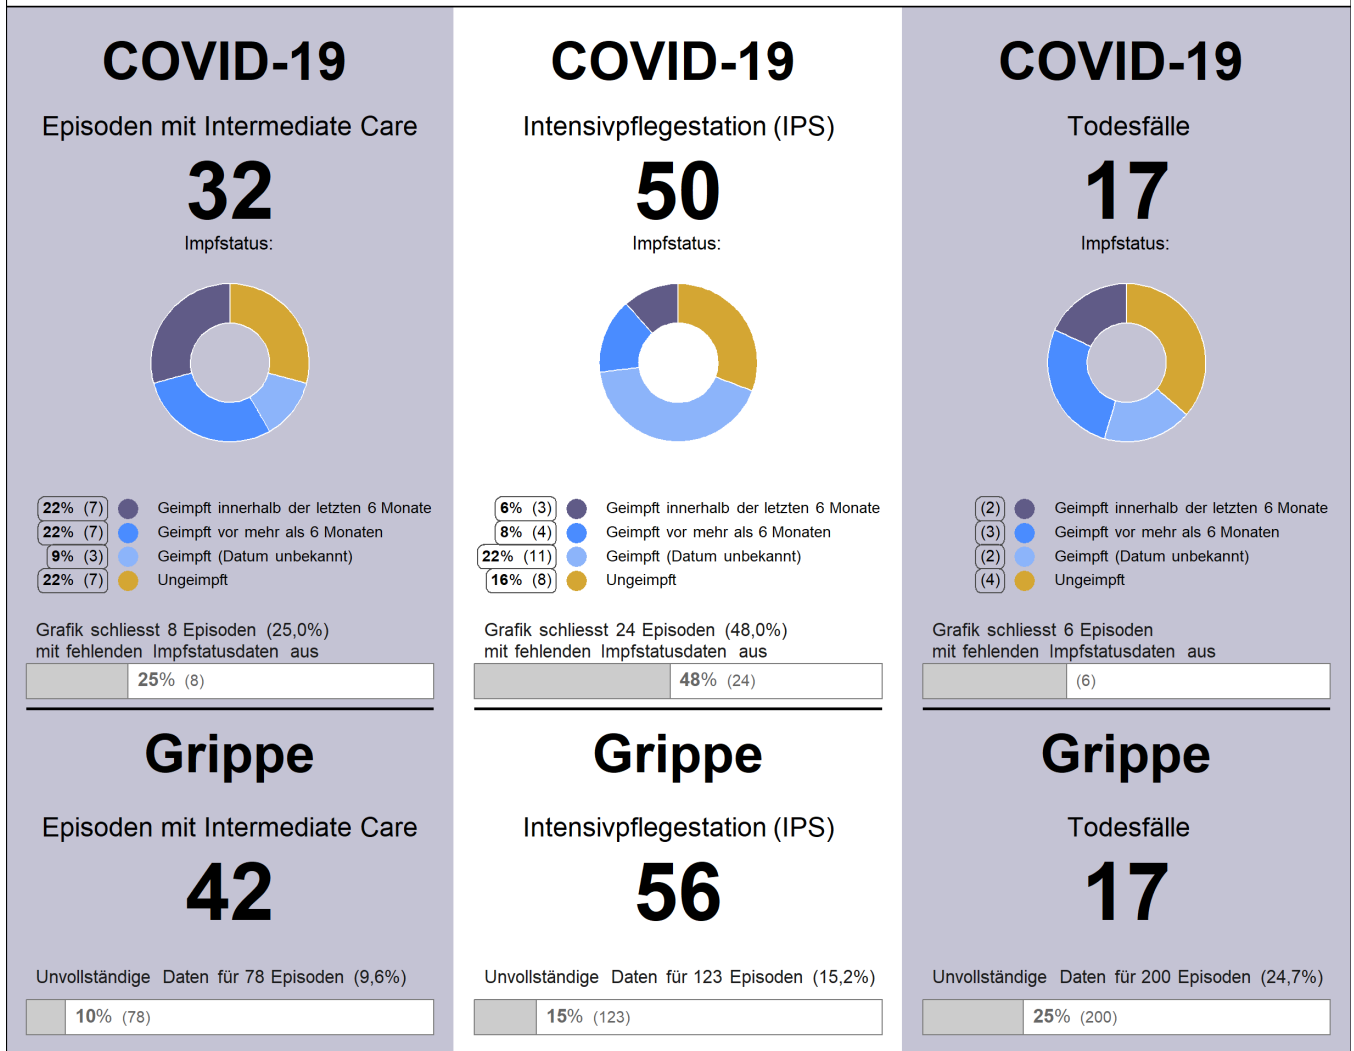 COVID-19
Episoden mit Intermediate Care
32
Impfstatus:
22% (7) Geimpft innerhalb der letzten 6 Monate
22% (7) Geimpft vor mehr als 6 Monaten
9% (3) Geimpft (Datum unbekannt)
22% (7) Ungeimpft
Grafik schliesst 8 Episoden (25,0%)
mit fehlenden Impfstatusdaten aus
25% (8)
COVID-19
Intensivpflegestation (IPS)
50
Impfstatus:
6% (3) Geimpft innerhalb der letzten 6 Monate
8% (4) Geimpft vor mehr als 6 Monaten
22% (11) Geimpft (Datum unbekannt)
16% (8) Ungeimpft
Grafik schliesst 24 Episoden (48,0%)
mit fehlenden Impfstatusdaten aus
48% (24)
COVID-19
Todesfälle
17
Impfstatus:
(2) Geimpft innerhalb der letzten 6 Monate
(3) Geimpft vor mehr als 6 Monaten
(2) Geimpft (Datum unbekannt)
(4) Ungeimpft
Grafik schliesst 6 Episoden
mit fehlenden Impfstatusdaten aus
(6)
Grippe
Episoden mit Intermediate Care
42
Unvollständige Daten für 78 Episoden (9,6%)
10% (78)
Grippe
Intensivpflegestation (IPS)
56
Unvollständige Daten für 123 Episoden (15,2%)
15% (123)
Grippe
Todesfälle
17
Unvollständige Daten für 200 Episoden (24,7%)
25% (200)